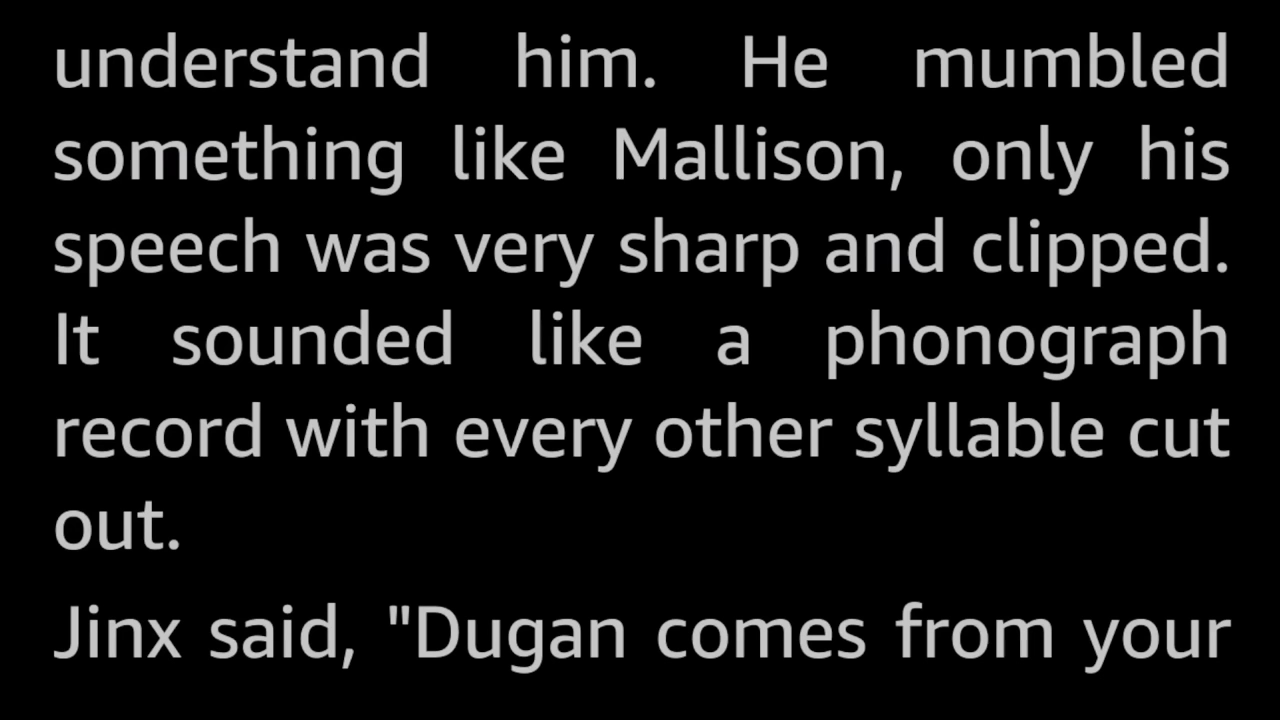 understand him. He mumbled
something like Mallison, only his
speech was very sharp and clipped.
It sounded like a phonograph
record with every other syllable cut
out.
Jinx said, "Dugan comes from your